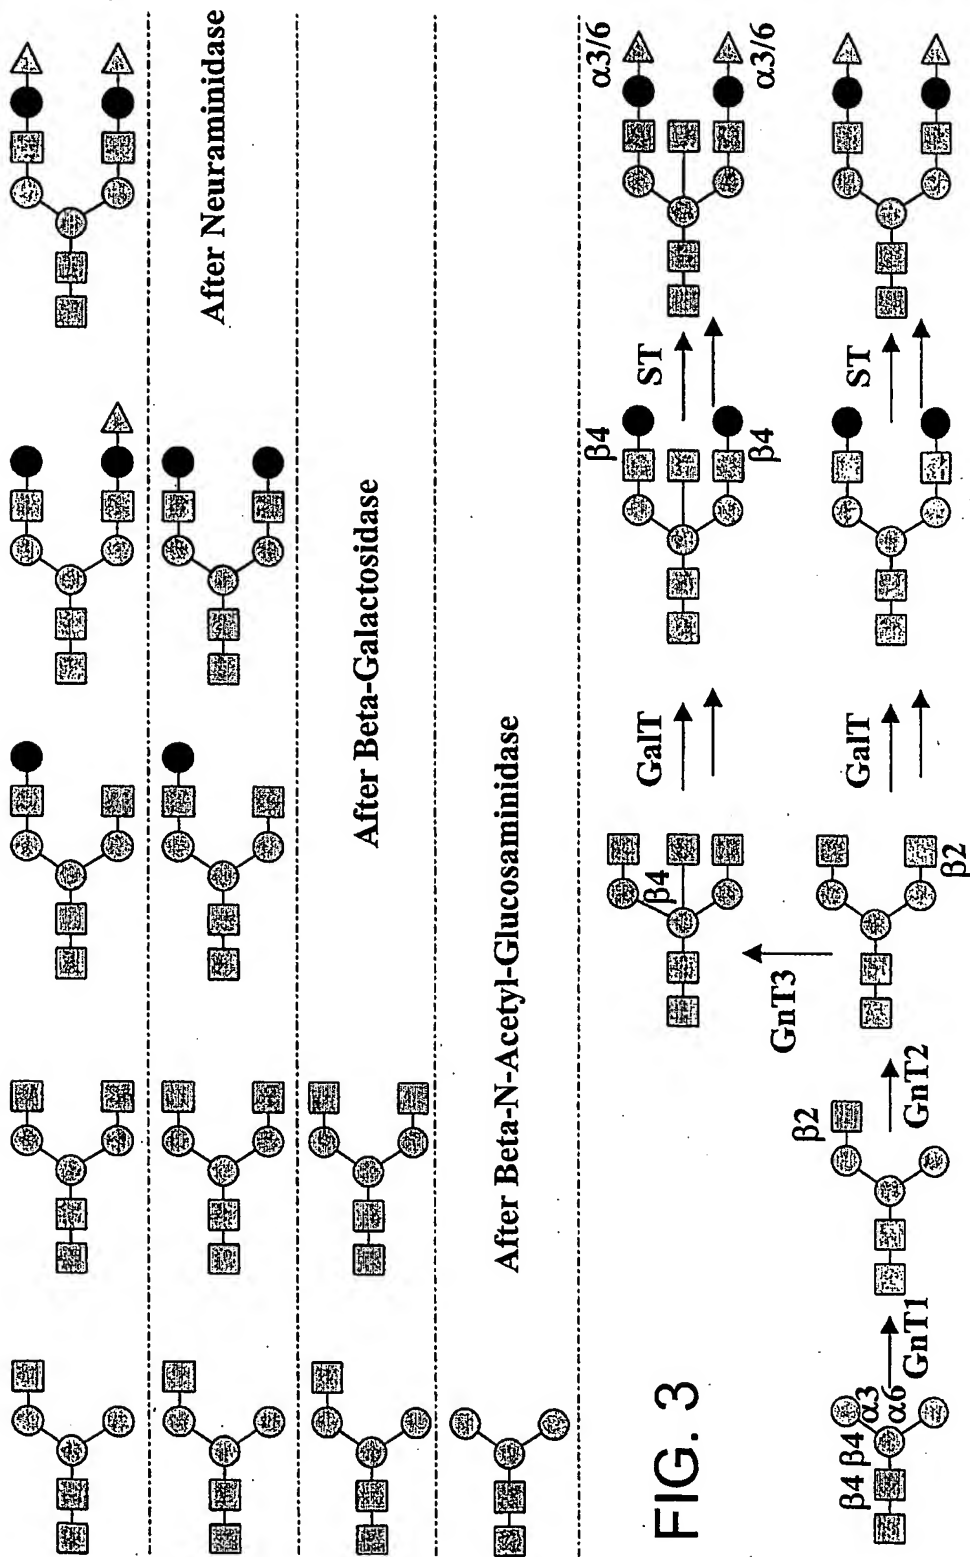 After Neuraminidase
After Beta-Galactosidase
After Beta-N-Acetyl-Glucosaminidase
FIG. 3
β4 β4 α3
α6
GnT1
β2
GnT2
β2
GnT3
β4
GalT
GalT
β4
β4
ST
ST
α3/6
α3/6